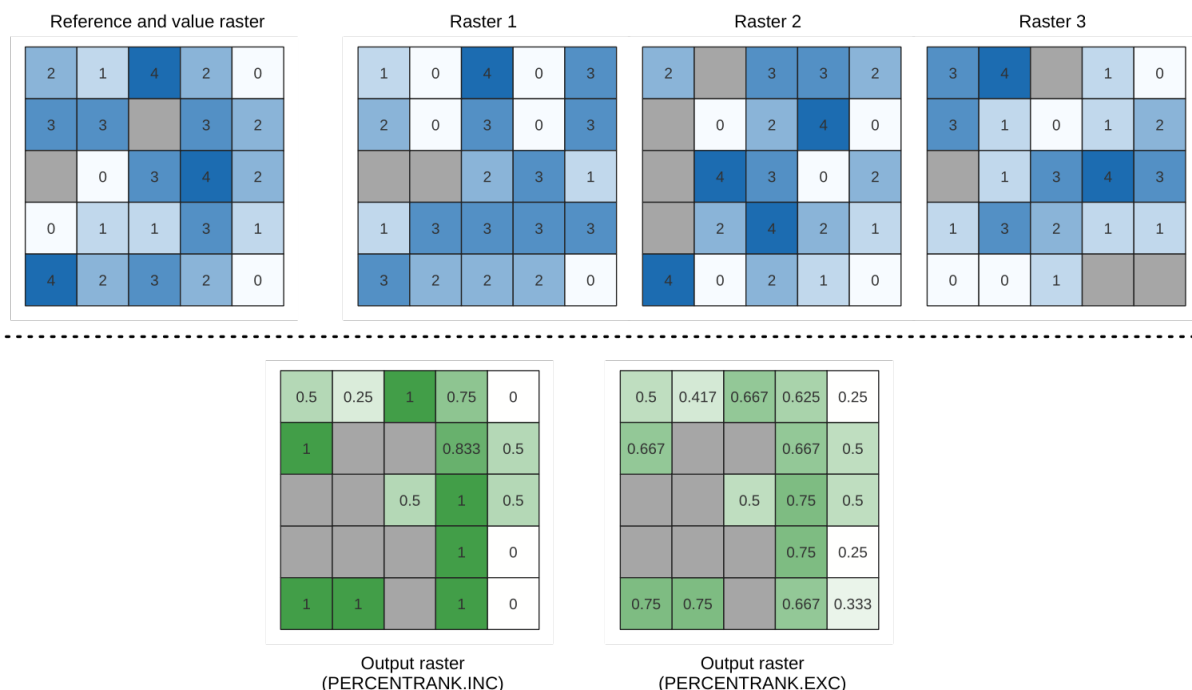 Reference and value raster
Raster 1
Raster 2
Raster 3
2 1 4 2 0
3 3 3 2
0 3 4 2
0 1 1 3 1
4 2 3 2 0
1 0 4 0 3
2 0 3 0 3
2 3 1
1 3 3 3 3
3 2 2 2 0
2 3 3 2
0 2 4 0
4 3 0 2
2 4 2 1
4 0 2 1 0
3 4 1 0
3 1 0 1 2
1 3 4 3
1 3 2 1 1
0 0 1
0.5 0.25 1 0.75 0
1 0.833 0.5
0.5 1 0.5
1 0
1 1 1 0
Output raster
(PERCENTRANK.INC)
0.5 0.417 0.667 0.625 0.25
0.667 0.667 0.5
0.5 0.75 0.5
0.75 0.25
0.75 0.75 0.667 0.333
Output raster
(PERCENTRANK.EXC)